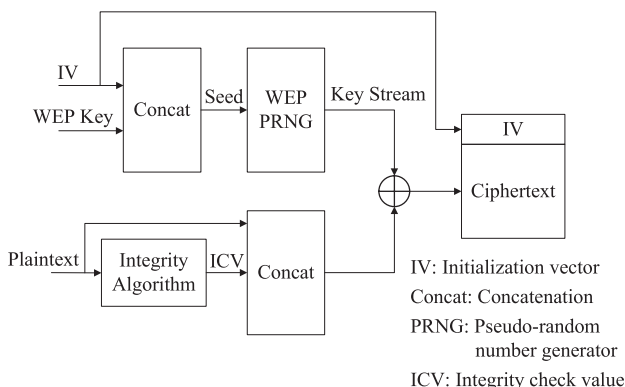 IV
WEP Key
Concat
Seed
WEP
PRNG
Key Stream
IV
Ciphertext
Plaintext
Integrity
Algorithm
ICV
Concat
IV: Initialization vector
Concat: Concatenation
PRNG: Pseudo-random
number generator
ICV: Integrity check value